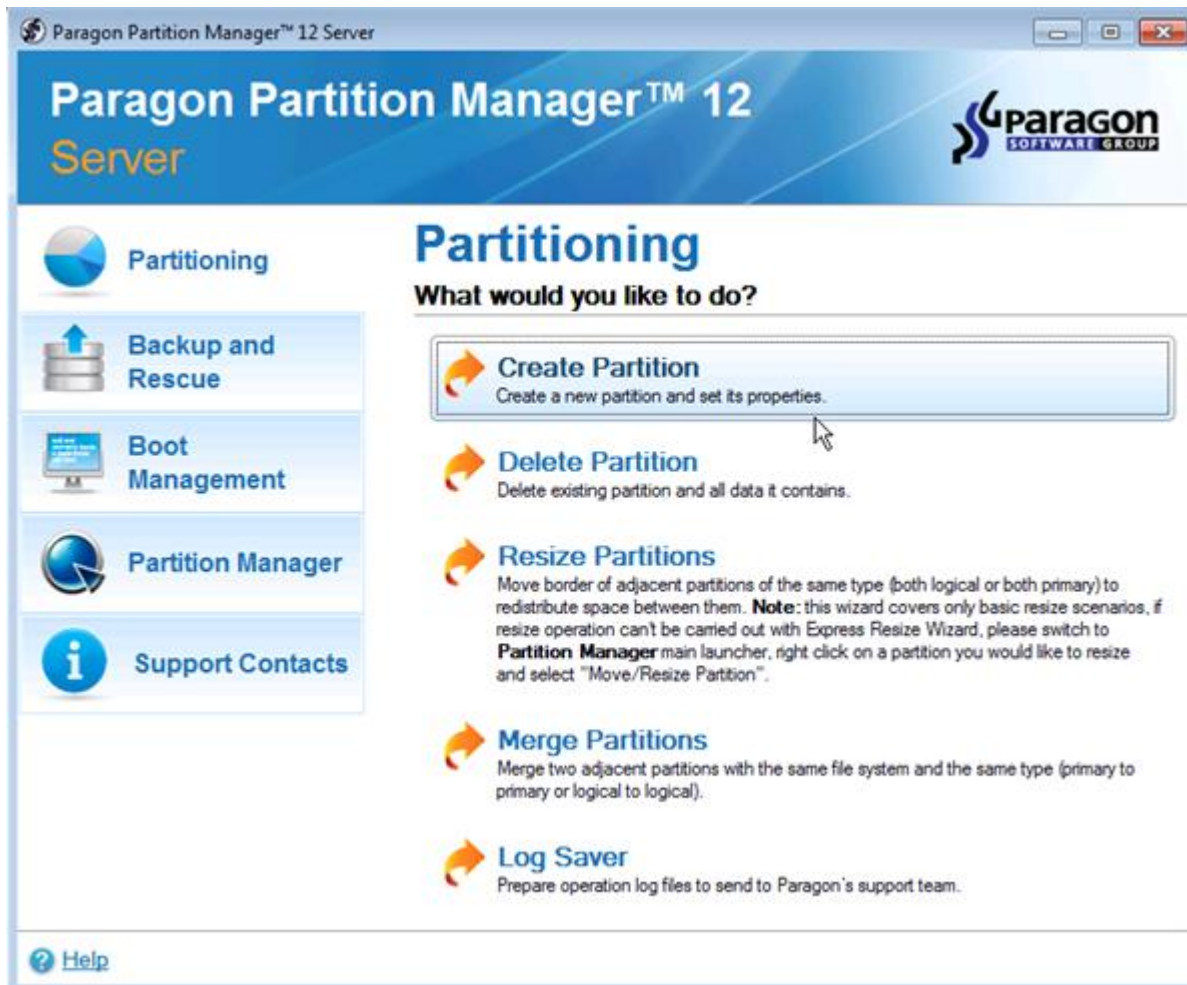 Paragon Partition Manager™ 12 Server
Paragon Partition Manager™ 12
Server
Paragon
SOFTWARE GROUP
Partitioning
Backup and
Rescue
Boot
Management
Partition Manager
Support Contacts
Partitioning
What would you like to do?
Create Partition
Create a new partition and set its properties.
Delete Partition
Delete existing partition and all data it contains.
Resize Partitions
Move border of adjacent partitions of the same type (both logical or both primary) to
redistribute space between them. Note: this wizard covers only basic resize scenarios, if
resize operation can't be carried out with Express Resize Wizard, please switch to
Partition Manager main launcher, right click on a partition you would like to resize
and select "Move/Resize Partition".
Merge Partitions
Merge two adjacent partitions with the same file system and the same type (primary to
primary or logical to logical).
Log Saver
Prepare operation log files to send to Paragon's support team.
Help